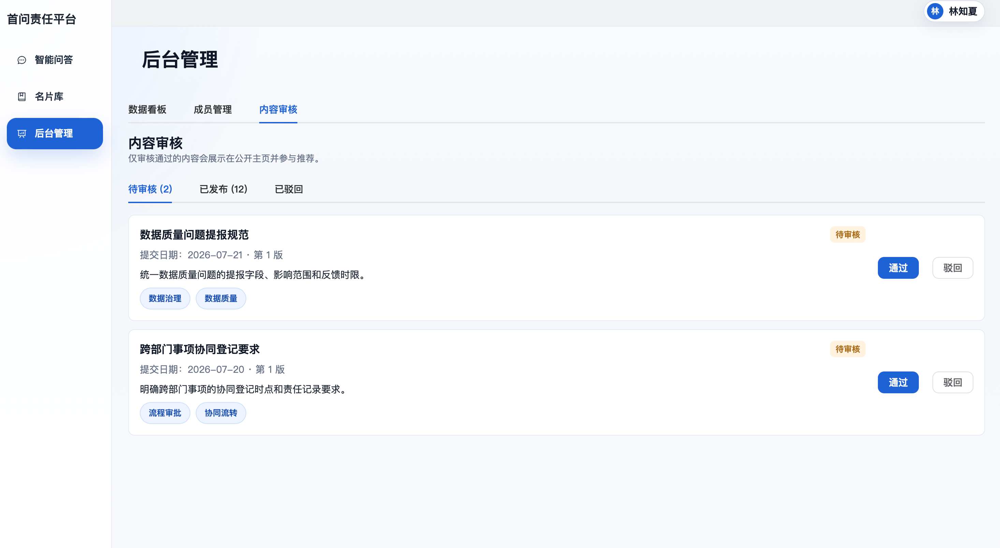 首问责任平台
林 林知夏
智能问答
名片库
后台管理
后台管理
数据看板 成员管理 内容审核
内容审核
仅审核通过的内容会展示在公开主页并参与推荐。
待审核 (2) 已发布 (12) 已驳回
数据质量问题提报规范 待审核
提交日期：2026-07-21 · 第 1 版
统一数据质量问题的提报字段、影响范围和反馈时限。
通过 驳回
数据治理 数据质量
跨部门事项协同登记要求 待审核
提交日期：2026-07-20 · 第 1 版
明确跨部门事项的协同登记时点和责任记录要求。
通过 驳回
流程审批 协同流转